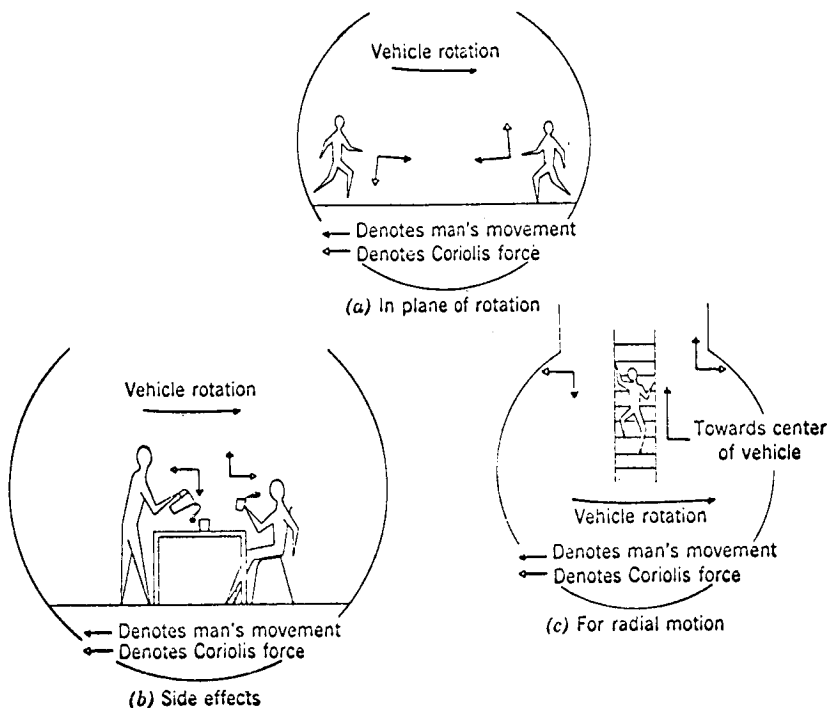 Vehicle rotation
Denotes man's movement
Denotes Coriolis force
(a) In plane of rotation
Vehicle rotation
Denotes man's movement
Denotes Coriolis force
(b) Side effects
Towards center
of vehicle
Vehicle rotation
Denotes man's movement
Denotes Coriolis force
(c) For radial motion